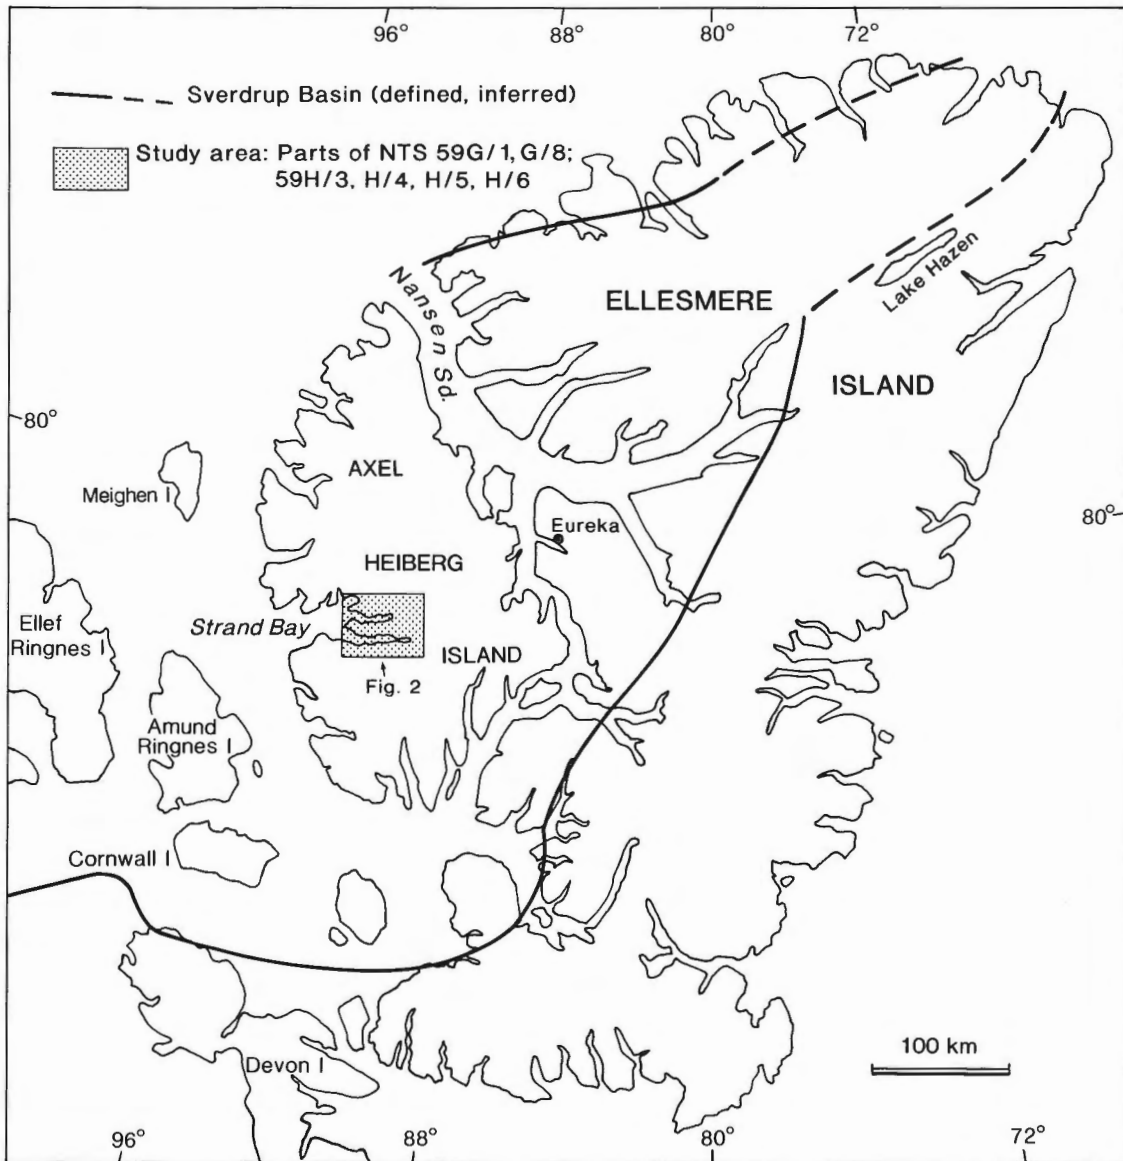 96° 88° 80° 72°
Sverdrup Basin (defined, inferred)
Study area: Parts of NTS 59G/1, G/8;
59H/3, H/4, H/5, H/6
Nansen Sd.
ELLESMERE
ISLAND
Lake Hazen
80°
AXEL
HEIBERG
ISLAND
Meighen I
Eureka
80°
Ellef
Ringnes I
Strand Bay
Fig. 2
Amund
Ringnes I
Cornwall I
Devon I
100 km
96° 88° 80° 72°